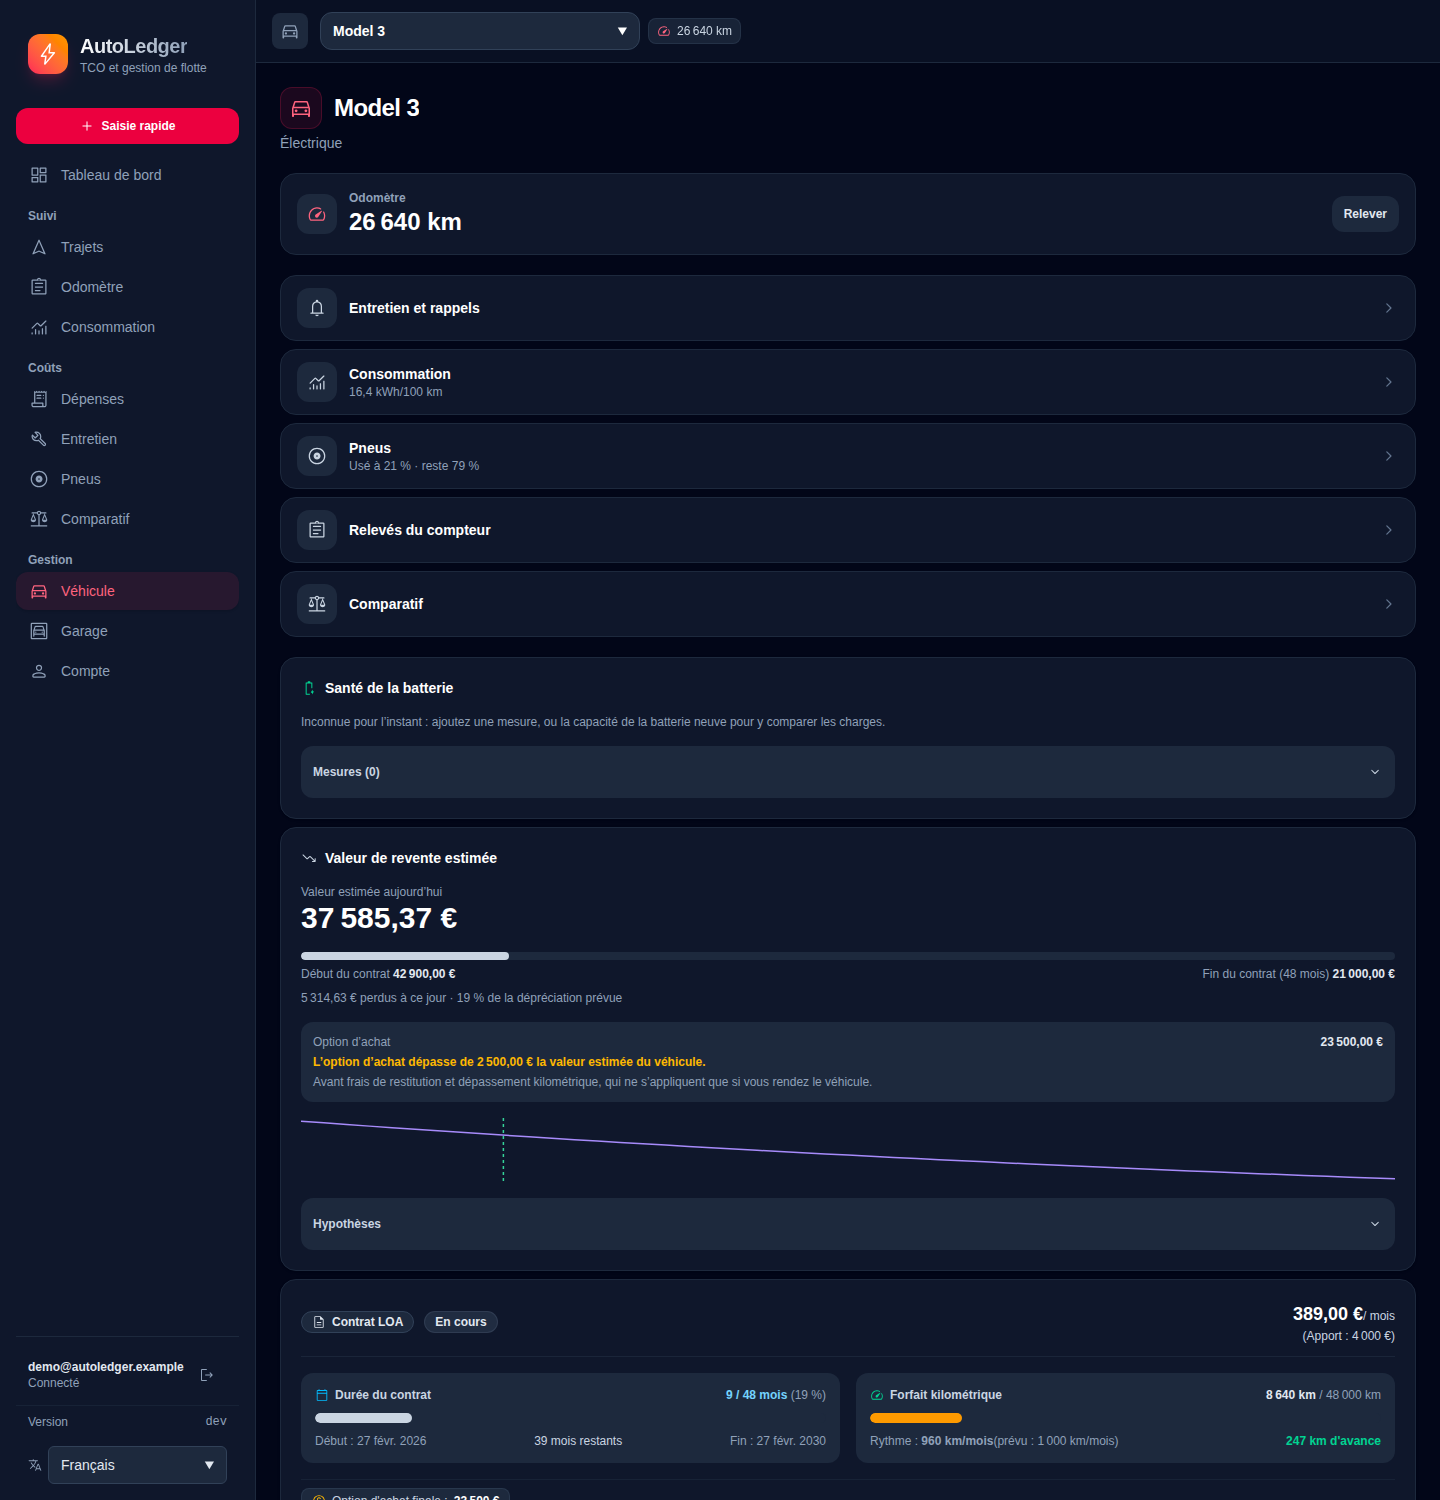 AutoLedger
TCO et gestion de flotte
Saisie rapide
Tableau de bord
Suivi
Trajets
Odomètre
Consommation
Coûts
Dépenses
Entretien
Pneus
Comparatif
Gestion
Véhicule
Garage
Compte
demo@autoledger.example
Connecté
Version dev
Français
Model 3
26 640 km
Model 3
Électrique
Odomètre
26 640 km
Relever
Entretien et rappels
Consommation
16,4 kWh/100 km
Pneus
Usé à 21 % · reste 79 %
Relevés du compteur
Comparatif
Santé de la batterie
Inconnue pour l’instant : ajoutez une mesure, ou la capacité de la batterie neuve pour y comparer les charges.
Mesures (0)
Valeur de revente estimée
Valeur estimée aujourd’hui
37 585,37 €
Début du contrat 42 900,00 € Fin du contrat (48 mois) 21 000,00 €
5 314,63 € perdus à ce jour · 19 % de la dépréciation prévue
Option d’achat 23 500,00 €
L’option d’achat dépasse de 2 500,00 € la valeur estimée du véhicule.
Avant frais de restitution et dépassement kilométrique, qui ne s’appliquent que si vous rendez le véhicule.
Hypothèses
Contrat LOA En cours 389,00 €/ mois
(Apport : 4 000 €)
Durée du contrat 9 / 48 mois (19 %)
Début : 27 févr. 2026 39 mois restants Fin : 27 févr. 2030
Forfait kilométrique 8 640 km / 48 000 km
Rythme : 960 km/mois(prévu : 1 000 km/mois) 247 km d'avance
Option d'achat finale : 23 500 €